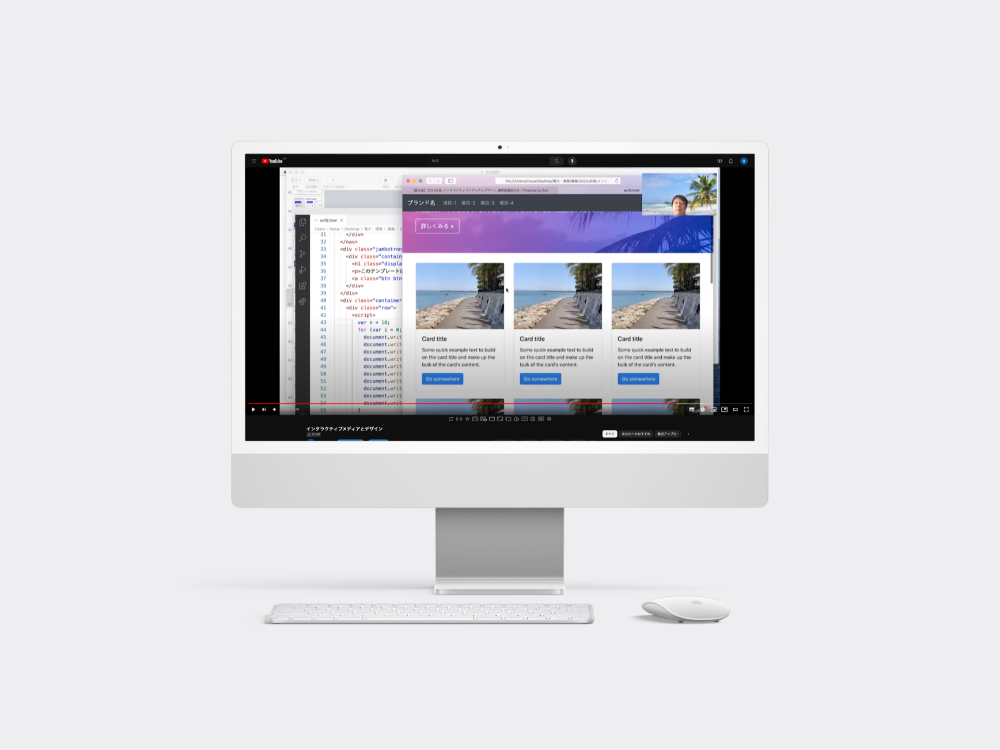 YouTube
edit8.html
ブランド名 項目-1 項目-2 項目-3 項目-4
詳しくみる »
31 </div>
32 </nav>
33 <div class="jumbotron
34 <div class="contain
35 <h1 class="displa
36 <p>このテンプレートは
37 <a class="btn btn
38 </div>
39 </div>
40 <div class="container
41 <div class="row">
42 <script>
43 var n = 10;
44 for (var i = 0;
45 document.writ
46 document.writ
47 document.writ
48 document.writ
49 document.writ
50 document.writ
51 document.writ
52 document.writ
53 document.writ
54 document.writ
55 }
Card title
Some quick example text to build
on the card title and make up the
bulk of the card's content.
Go somewhere
Card title
Some quick example text to build
on the card title and make up the
bulk of the card's content.
Go somewhere
Card title
Some quick example text to build
on the card title and make up the
bulk of the card's content.
Go somewhere
インタラクティブメディアとデザイン
すべて